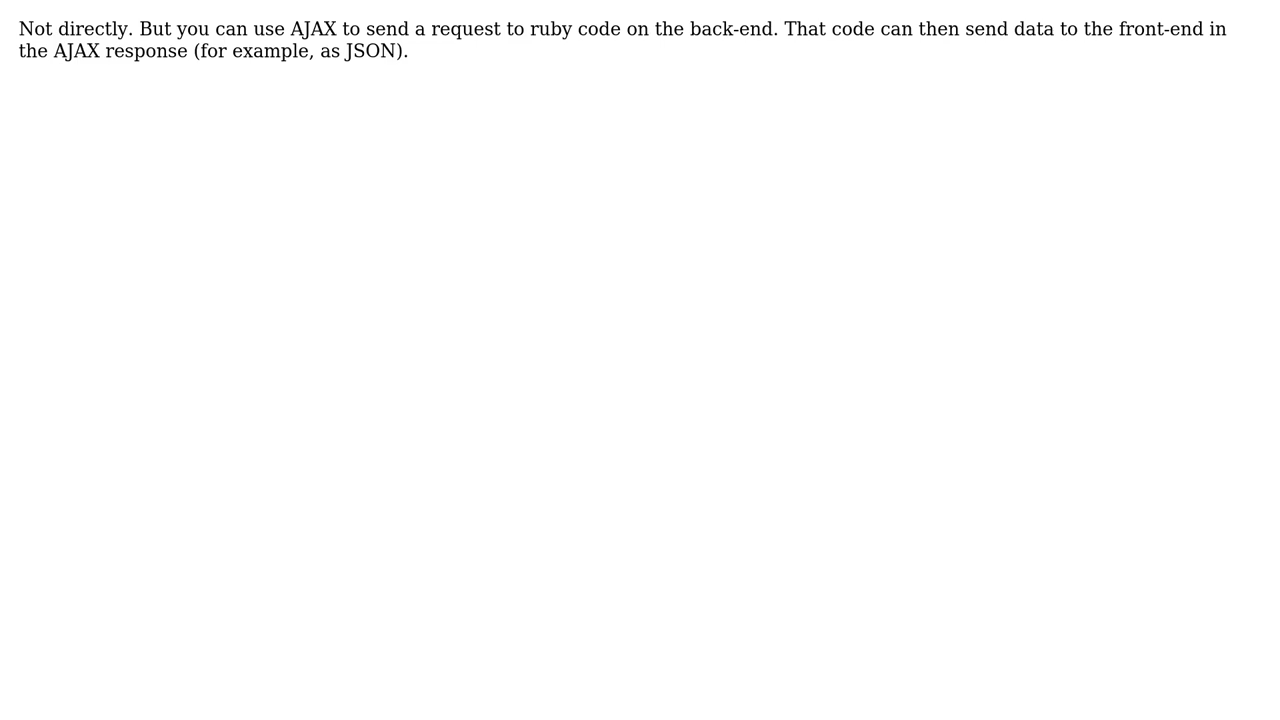 Not directly. But you can use AJAX to send a request to ruby code on the back-end. That code can then send data to the front-end in
the AJAX response (for example, as JSON).